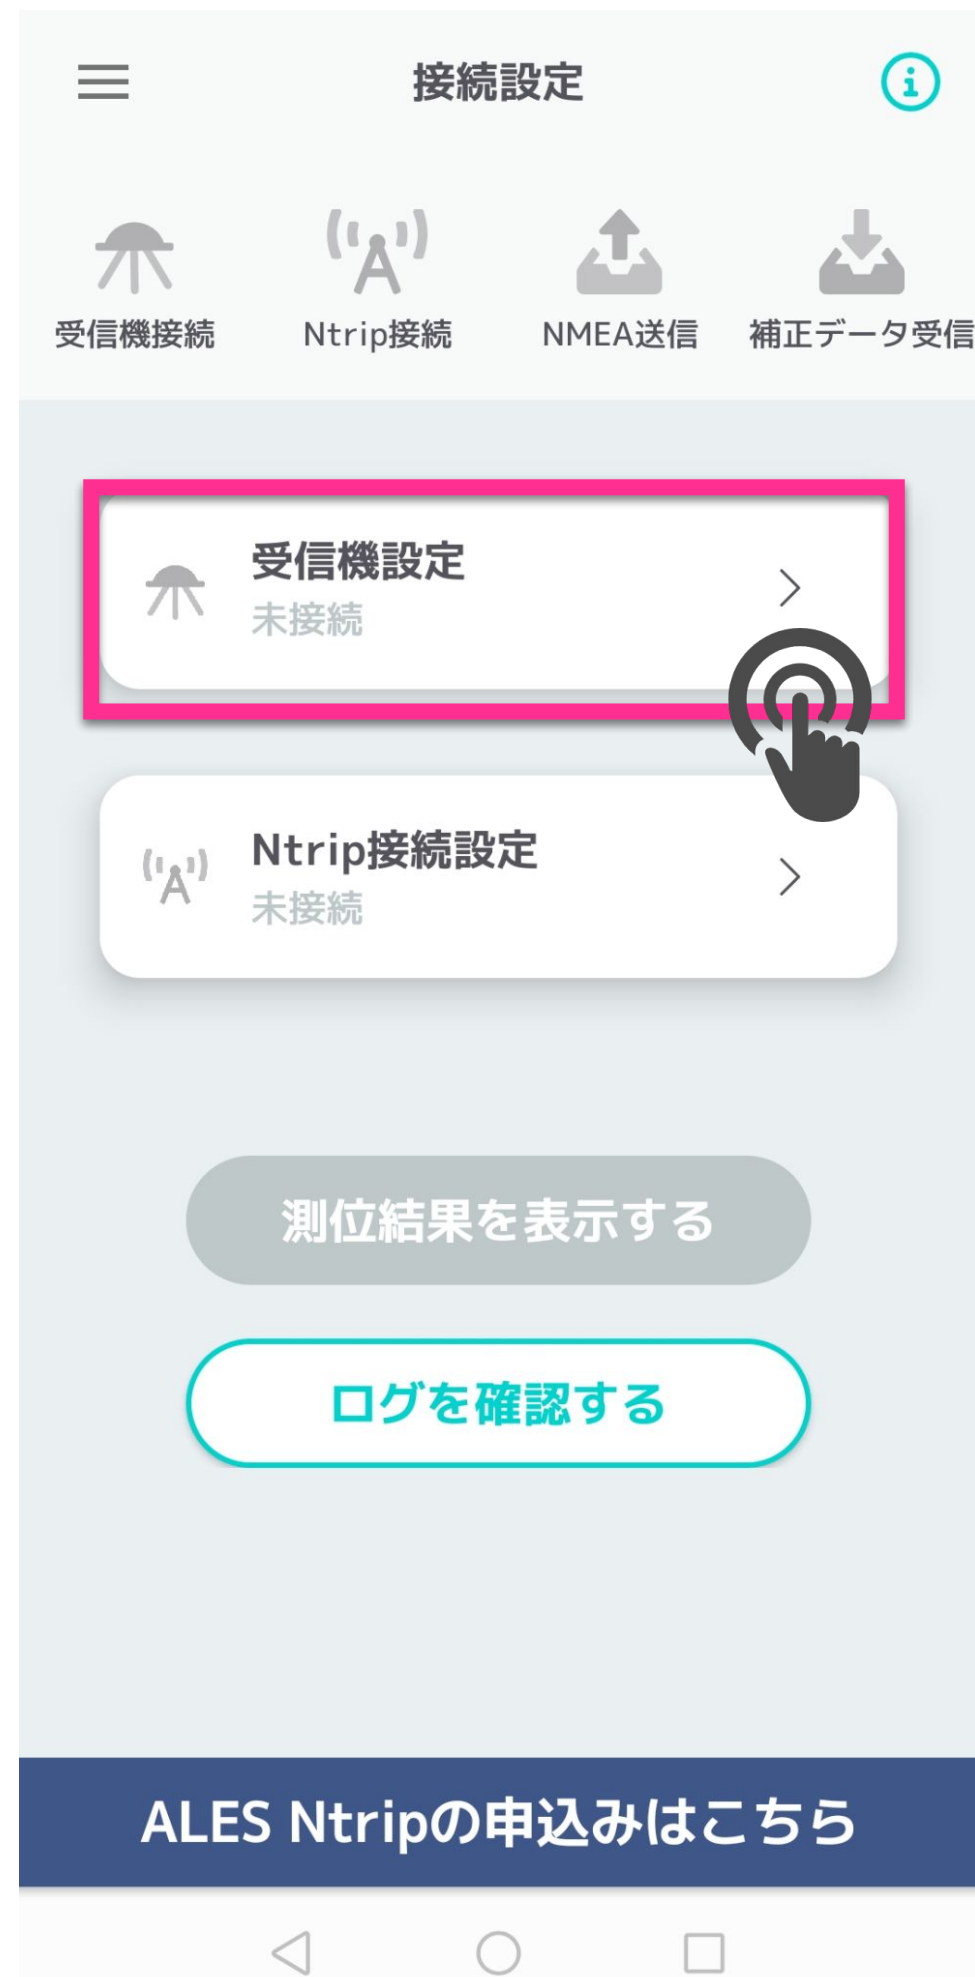 接続設定
受信機接続
Ntrip接続
NMEA送信
補正データ受信
受信機設定
未接続
Ntrip接続設定
未接続
測位結果を表示する
ログを確認する
ALES Ntripの申込みはこちら